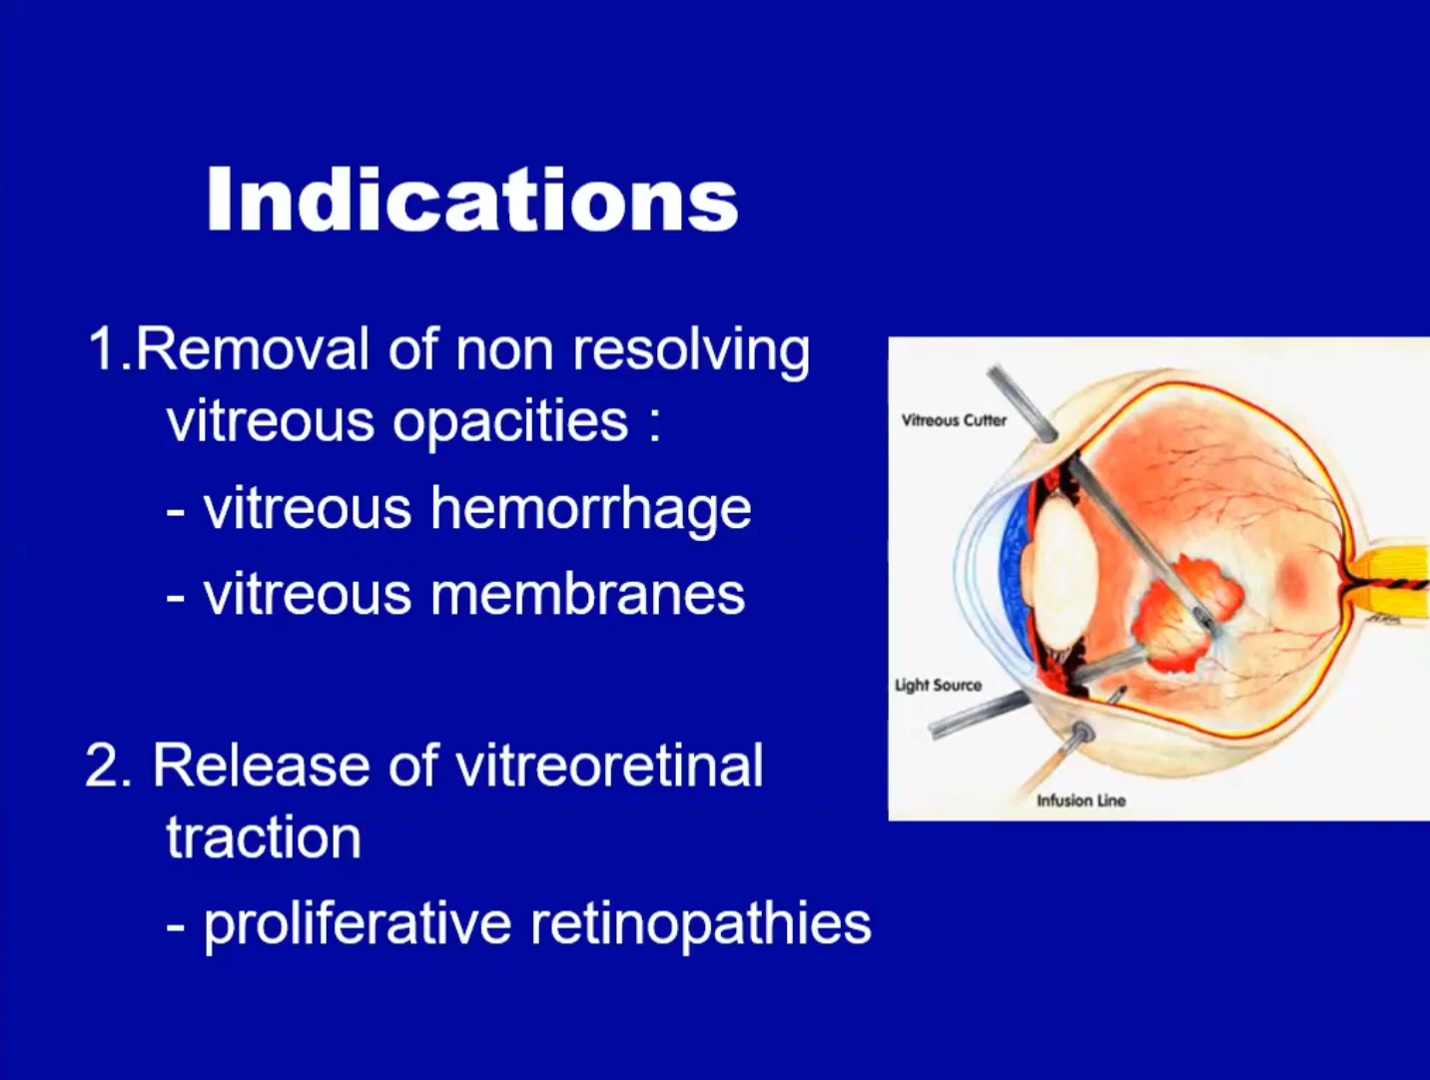 Indications
1.Removal of non resolving
vitreous opacities :
- vitreous hemorrhage
- vitreous membranes
2. Release of vitreoretinal
traction
- proliferative retinopathies
Vitreous Cutter
Light Source
Infusion Line